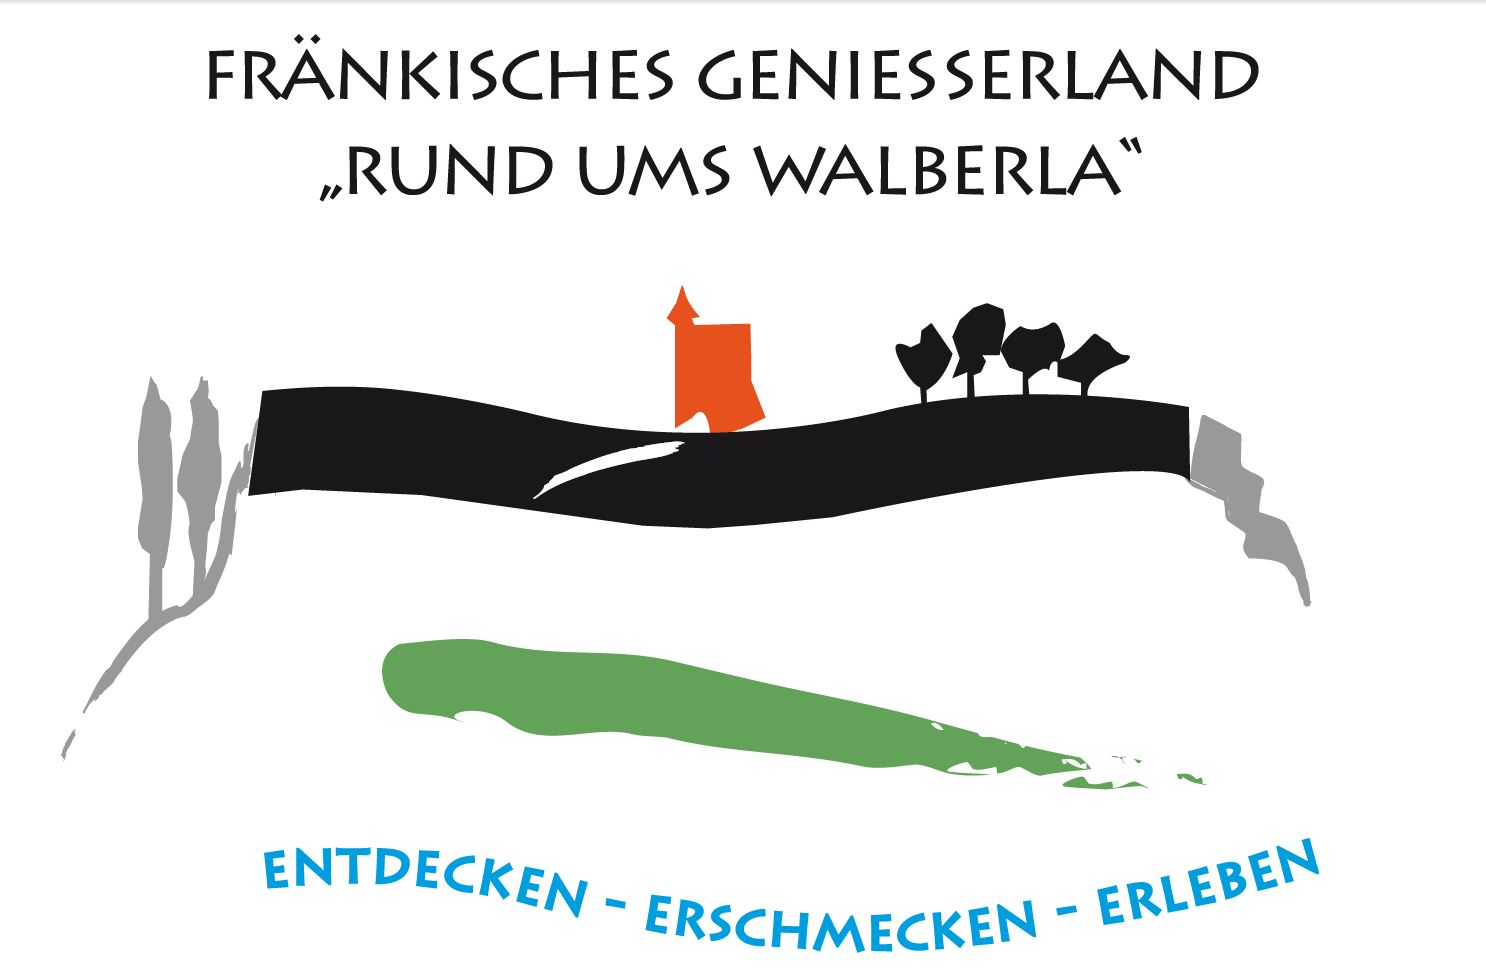 FRÄNKISCHES GENIESSERLAND
„RUND UMS WALBERLA“
ENTDECKEN - ERSCHMECKEN - ERLEBEN